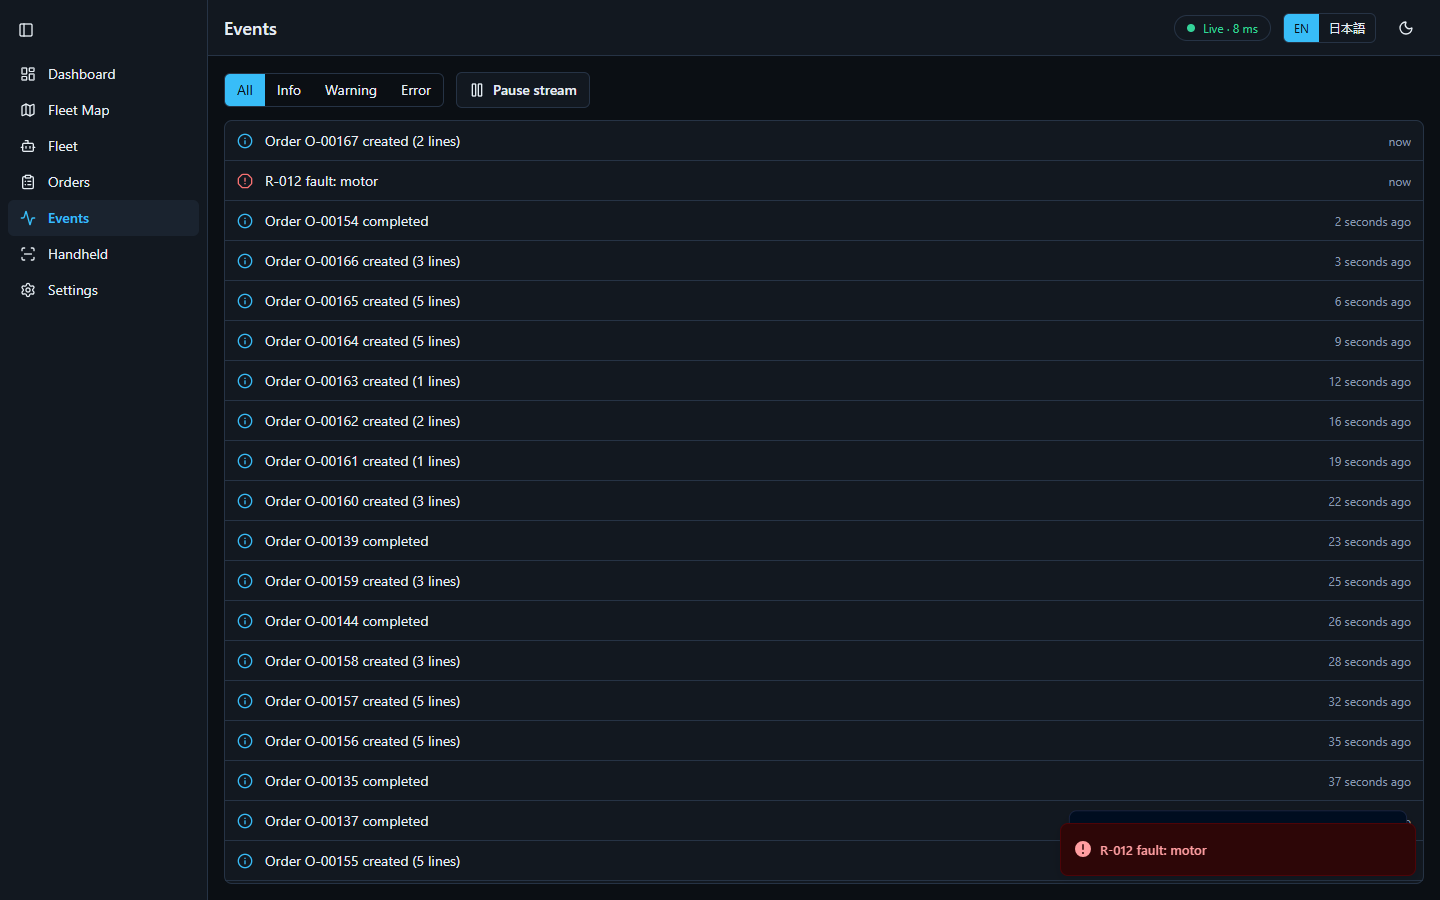 Events
Live · 8 ms
EN
日本語
Dashboard
Fleet Map
Fleet
Orders
Events
Handheld
Settings
All
Info
Warning
Error
Pause stream
Order O-00167 created (2 lines)
now
R-012 fault: motor
now
Order O-00154 completed
2 seconds ago
Order O-00166 created (3 lines)
3 seconds ago
Order O-00165 created (5 lines)
6 seconds ago
Order O-00164 created (5 lines)
9 seconds ago
Order O-00163 created (1 lines)
12 seconds ago
Order O-00162 created (2 lines)
16 seconds ago
Order O-00161 created (1 lines)
19 seconds ago
Order O-00160 created (3 lines)
22 seconds ago
Order O-00139 completed
23 seconds ago
Order O-00159 created (3 lines)
25 seconds ago
Order O-00144 completed
26 seconds ago
Order O-00158 created (3 lines)
28 seconds ago
Order O-00157 created (5 lines)
32 seconds ago
Order O-00156 created (5 lines)
35 seconds ago
Order O-00135 completed
37 seconds ago
Order O-00137 completed
Order O-00155 created (5 lines)
R-012 fault: motor